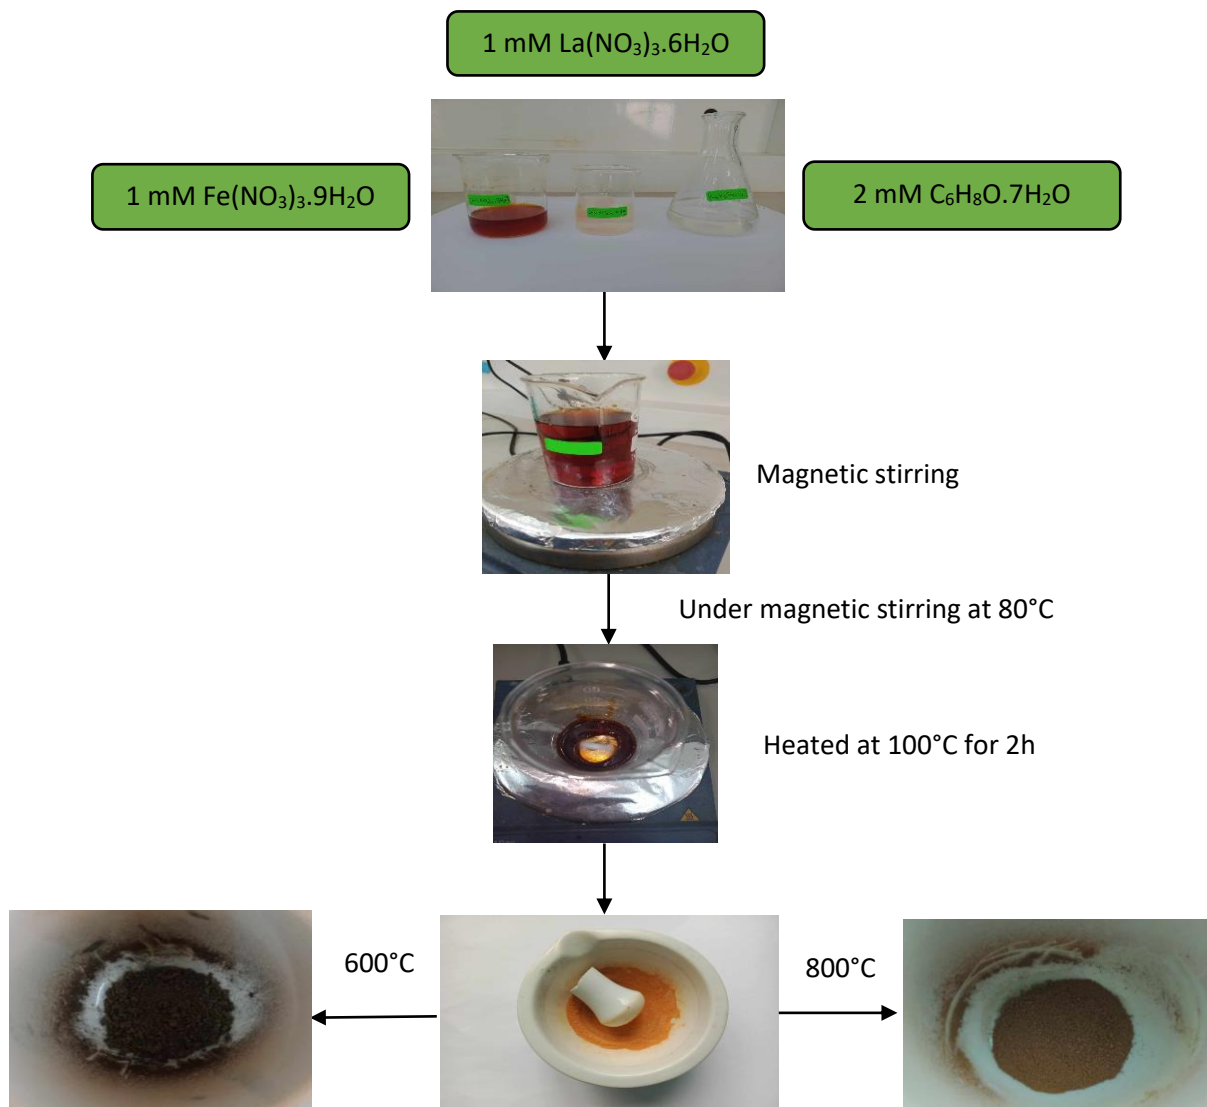 1 mM La(NO₃)₃.6H₂O
1 mM Fe(NO₃)₃.9H₂O
2 mM C₆H₈O.7H₂O
Magnetic stirring
Under magnetic stirring at 80°C
Heated at 100°C for 2h
600°C
800°C